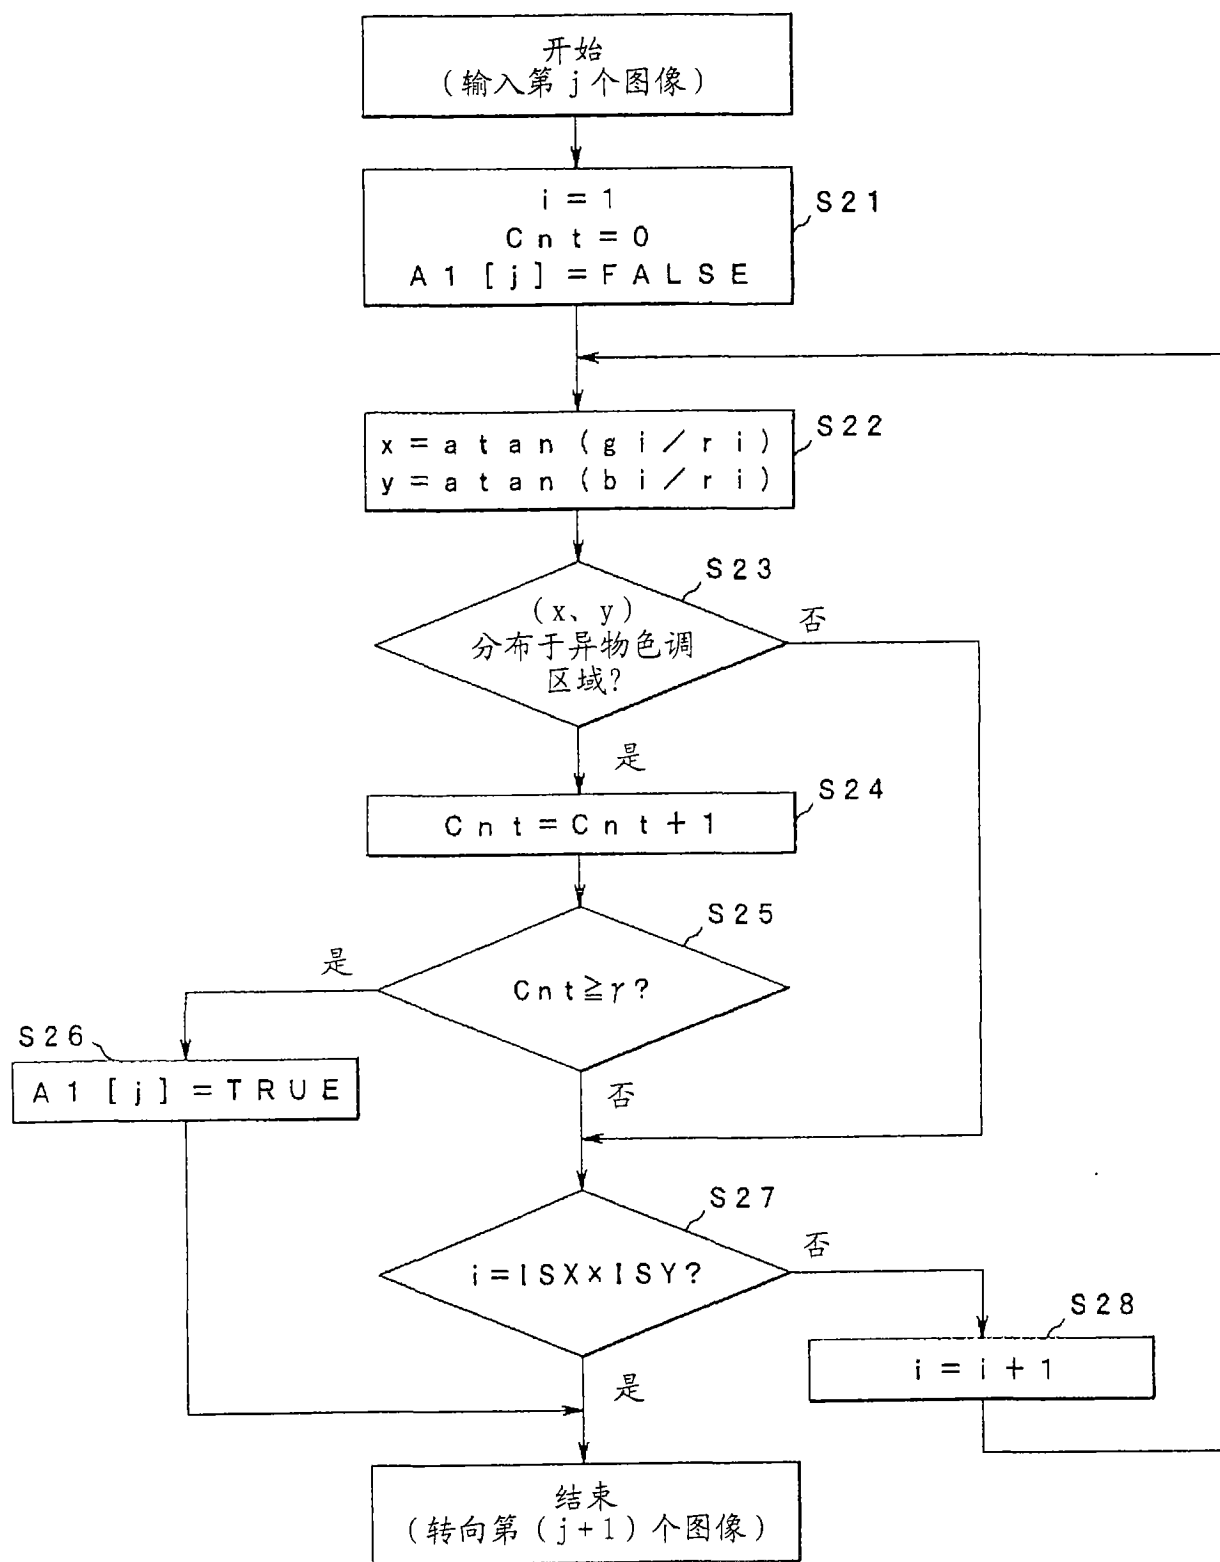 开始
(输入第j个图像)
S21
i=1
Cnt=0
A1[j]=FALSE
S22
x=atan(gi/ri)
y=atan(bi/ri)
S23
(x、y)
分布于异物色调
区域?
否
是
S24
Cnt=Cnt+1
S25
Cnt≧γ?
是
否
S26
A1[j]=TRUE
S27
i=ISX×ISY?
否
是
S28
i=i+1
结束
(转向第(j+1)个图像)